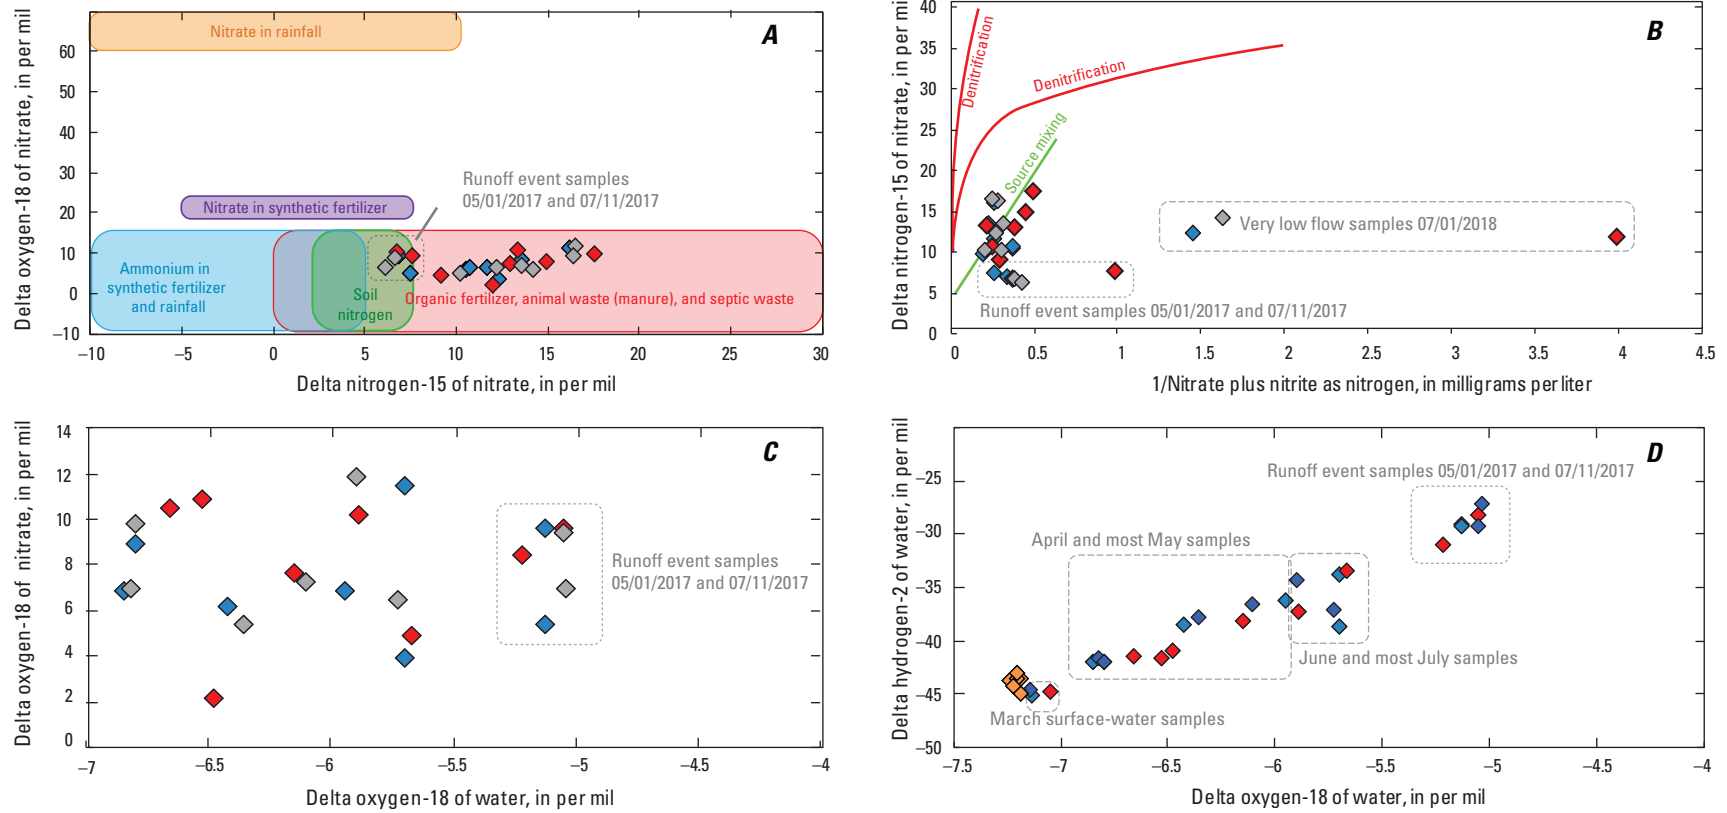 A
Delta oxygen-18 of nitrate, in per mil
60
50
40
30
20
10
0
–10
Nitrate in rainfall
Nitrate in synthetic fertilizer
Runoff event samples
05/01/2017 and 07/11/2017
Ammonium in
synthetic fertilizer
and rainfall
Soil
nitrogen
Organic fertilizer, animal waste (manure), and septic waste
–10
–5
0
5
10
15
20
25
30
Delta nitrogen-15 of nitrate, in per mil
B
Delta nitrogen-15 of nitrate, in per mil
40
35
30
25
20
15
10
5
0
Denitrification
Denitrification
Source mixing
Very low flow samples 07/01/2018
Runoff event samples 05/01/2017 and 07/11/2017
0
0.5
1
1.5
2
2.5
3
3.5
4
4.5
1/Nitrate plus nitrite as nitrogen, in milligrams per liter
C
Delta oxygen-18 of nitrate, in per mil
14
12
10
8
6
4
2
0
Runoff event samples
05/01/2017 and 07/11/2017
–7
–6.5
–6
–5.5
–5
–4.5
–4
Delta oxygen-18 of water, in per mil
D
Delta hydrogen-2 of water, in per mil
–25
–30
–35
–40
–45
–50
Runoff event samples 05/01/2017 and 07/11/2017
April and most May samples
June and most July samples
March surface-water samples
–7.5
–7
–6.5
–6
–5.5
–5
–4.5
–4
Delta oxygen-18 of water, in per mil